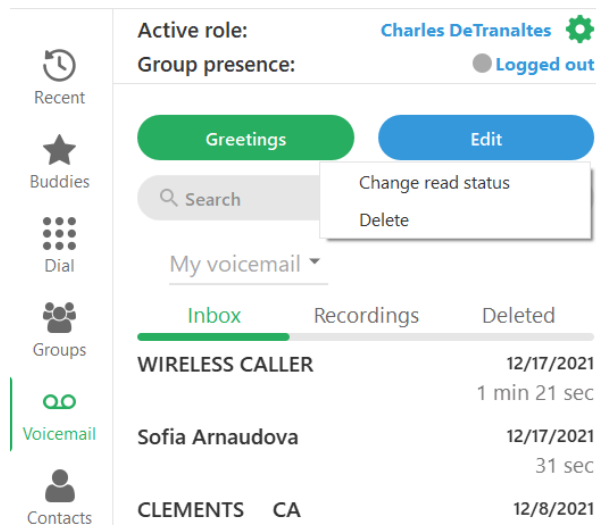 Active role: Charles DeTranaltes
Group presence: Logged out
Recent
Buddies
Dial
Groups
Voicemail
Contacts
Greetings Edit
Change read status
Delete
Search
My voicemail
Inbox Recordings Deleted
WIRELESS CALLER 12/17/2021
1 min 21 sec
Sofia Arnaudova 12/17/2021
31 sec
CLEMENTS CA 12/8/2021